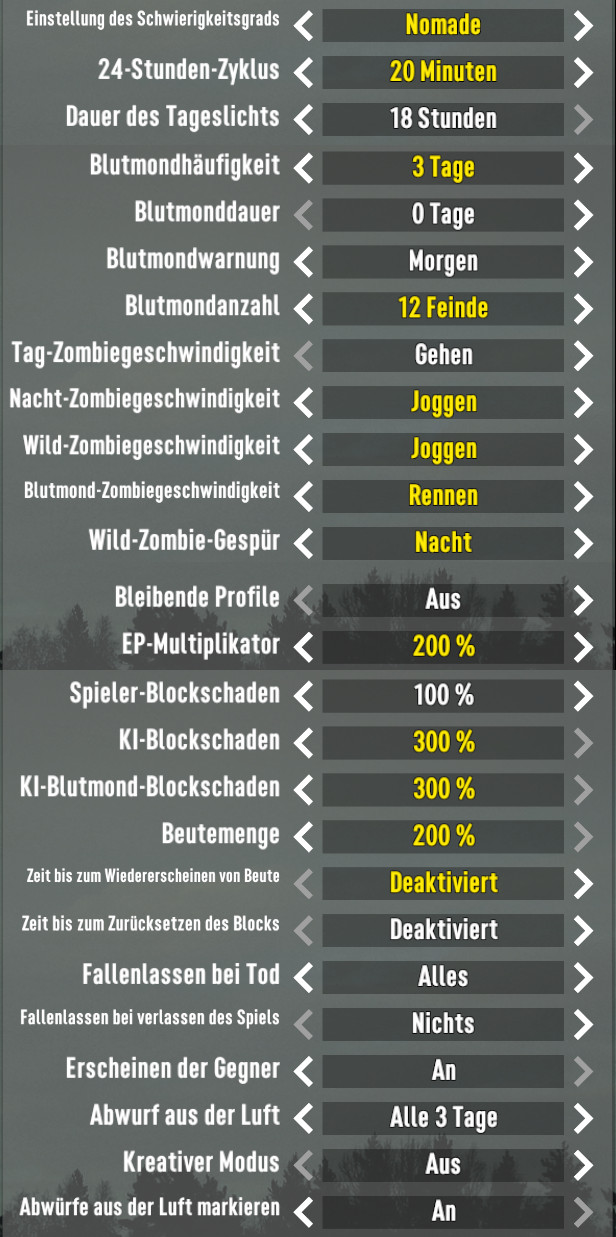 Einstellung des Schwierigkeitsgrads Nomade
24-Stunden-Zyklus 20 Minuten
Dauer des Tageslichts 18 Stunden
Blutmondhäufigkeit 3 Tage
Blutmonddauer 0 Tage
Blutmondwarnung Morgen
Blutmondanzahl 12 Feinde
Tag-Zombiegeschwindigkeit Gehen
Nacht-Zombiegeschwindigkeit Joggen
Wild-Zombiegeschwindigkeit Joggen
Blutmond-Zombiegeschwindigkeit Rennen
Wild-Zombie-Gespür Nacht
Bleibende Profile Aus
EP-Multiplikator 200 %
Spieler-Blockschaden 100 %
KI-Blockschaden 300 %
KI-Blutmond-Blockschaden 300 %
Beutemenge 200 %
Zeit bis zum Wiedererscheinen von Beute Deaktiviert
Zeit bis zum Zurücksetzen des Blocks Deaktiviert
Fallenlassen bei Tod Alles
Fallenlassen bei verlassen des Spiels Nichts
Erscheinen der Gegner An
Abwurf aus der Luft Alle 3 Tage
Kreativer Modus Aus
Abwürfe aus der Luft markieren An